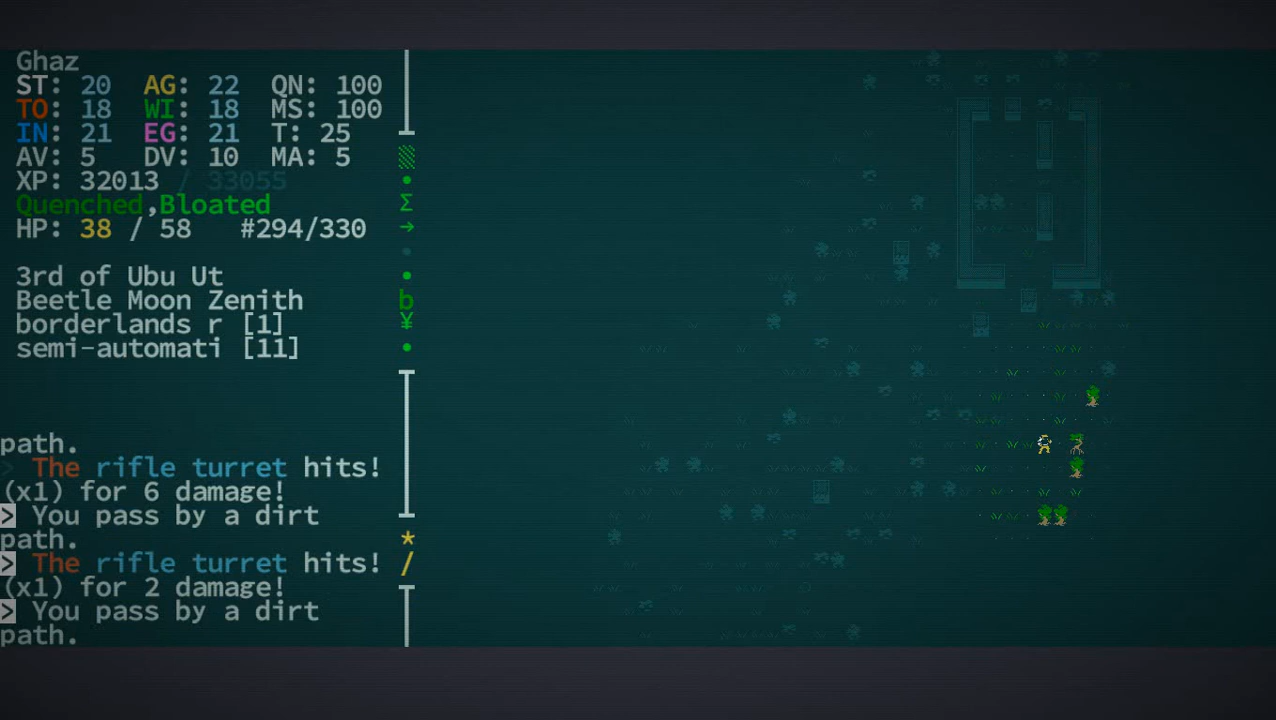 Ghaz
ST: 20 AG: 22 QN: 100
TO: 18 WI: 18 MS: 100
IN: 21 EG: 21 T: 25
AV: 5 DV: 10 MA: 5
XP: 32013 / 33055
Quenched,Bloated
HP: 38 / 58 #294/330
3rd of Ubu Ut
Beetle Moon Zenith
borderlands r [1]
semi-automati [11]
path.
> The rifle turret hits!
(x1) for 6 damage!
> You pass by a dirt
path.
> The rifle turret hits!
(x1) for 2 damage!
> You pass by a dirt
path.
Σ
→
b
¥
*
/